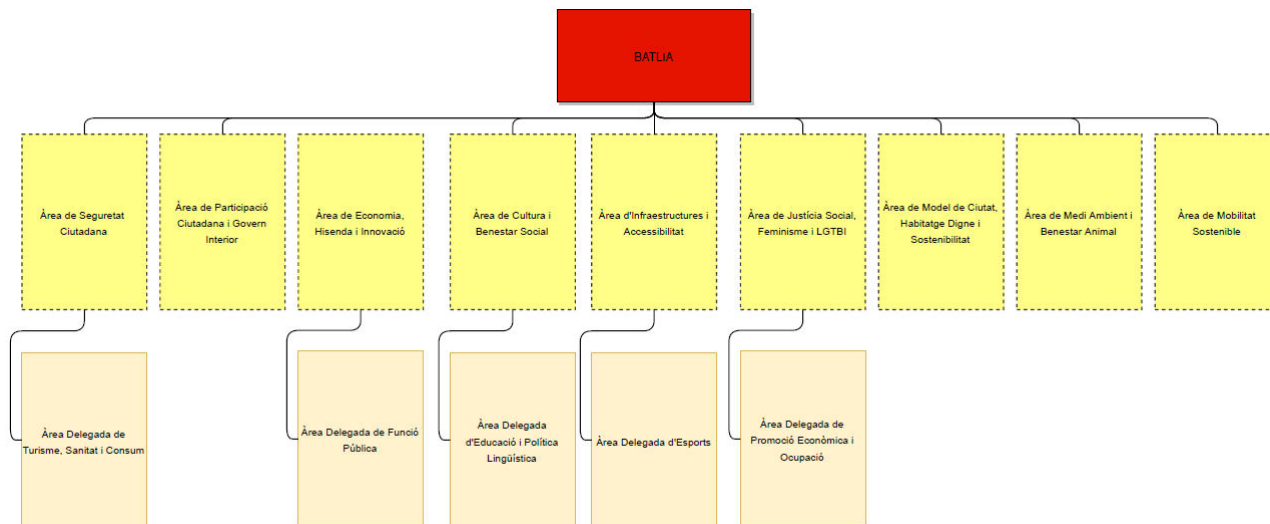 BATLiA
Àrea de Seguretat
Ciutadana
Àrea de Participació
Ciutadana i Govern
Interior
Àrea de Economia,
Hisenda i Innovació
Àrea de Cultura i
Benestar Social
Àrea d'Infraestructures i
Accessibilitat
Àrea de Justícia Social,
Feminisme i LGTBI
Àrea de Model de Ciutat,
Habitatge Digne i
Sostenibilitat
Àrea de Medi Ambient i
Benestar Animal
Àrea de Mobilitat
Sostenible
Àrea Delegada de
Turisme, Sanitat i Consum
Àrea Delegada de Funció
Pública
Àrea Delegada
d'Educació i Política
Lingüística
Àrea Delegada d'Esports
Àrea Delegada de
Promoció Econòmica i
Ocupació